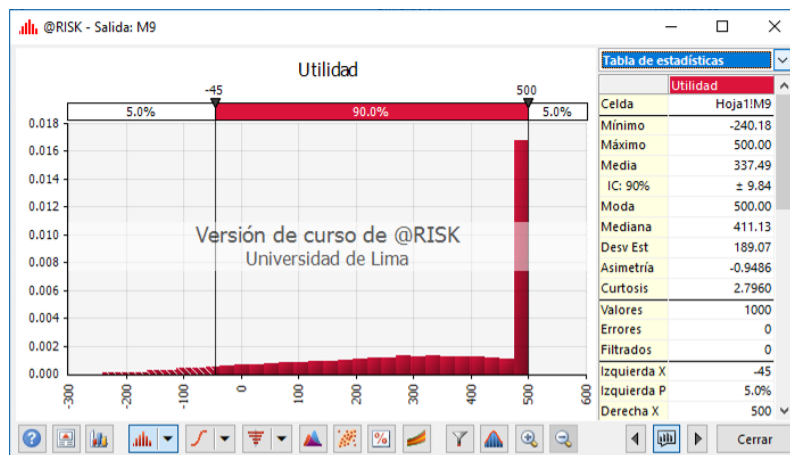 @RISK - Salida: M9
Utilidad
-45 500
5.0% 90.0% 5.0%
0.018
0.016
0.014
0.012
0.010
0.008
0.006
0.004
0.002
0.000
-300 -200 -100 0 100 200 300 400 500 600
Versión de curso de @RISK
Universidad de Lima
Tabla de estadísticas
Utilidad
Celda Hoja1!M9
Mínimo -240.18
Máximo 500.00
Media 337.49
IC: 90% ± 9.84
Moda 500.00
Mediana 411.13
Desv Est 189.07
Asimetría -0.9486
Curtosis 2.7960
Valores 1000
Errores 0
Filtrados 0
Izquierda X -45
Izquierda P 5.0%
Derecha X 500
Cerrar